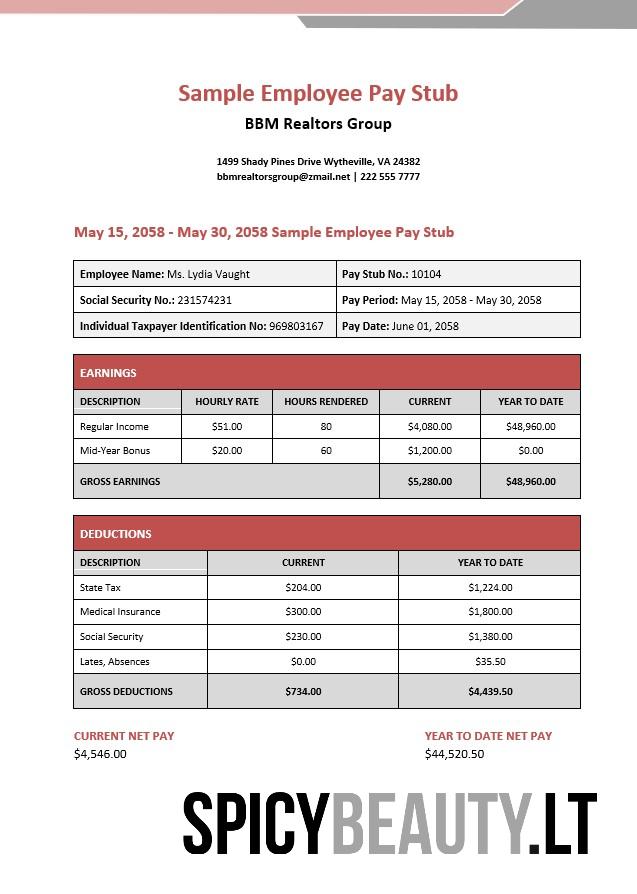 Sample Employee Pay Stub
BBM Realtors Group
1499 Shady Pines Drive Wytheville, VA 24382
bbmrealtorsgroup@zmail.net | 222 555 7777
May 15, 2058 - May 30, 2058 Sample Employee Pay Stub
Employee Name: Ms. Lydia Vaught Pay Stub No.: 10104
Social Security No.: 231574231 Pay Period: May 15, 2058 - May 30, 2058
Individual Taxpayer Identification No: 969803167 Pay Date: June 01, 2058
EARNINGS
DESCRIPTION HOURLY RATE HOURS RENDERED CURRENT YEAR TO DATE
Regular Income $51.00 80 $4,080.00 $48,960.00
Mid-Year Bonus $20.00 60 $1,200.00 $0.00
GROSS EARNINGS $5,280.00 $48,960.00
DEDUCTIONS
DESCRIPTION CURRENT YEAR TO DATE
State Tax $204.00 $1,224.00
Medical Insurance $300.00 $1,800.00
Social Security $230.00 $1,380.00
Lates, Absences $0.00 $35.50
GROSS DEDUCTIONS $734.00 $4,439.50
CURRENT NET PAY YEAR TO DATE NET PAY
$4,546.00 $44,520.50
SPICYBEAUTY.LT